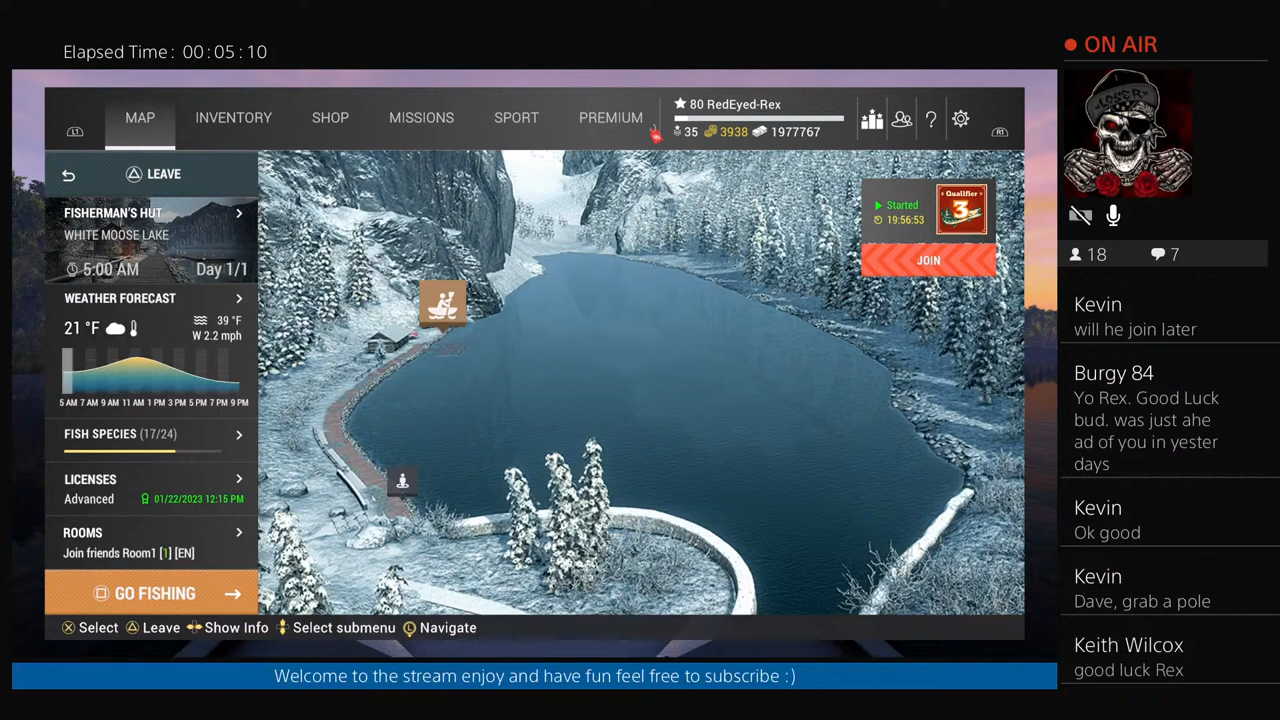 Elapsed Time: 00:05:10
ON AIR
MAP
INVENTORY
SHOP
MISSIONS
SPORT
PREMIUM
80 RedEyed-Rex
35 3938 1977767
?
L1
R1
LEAVE
FISHERMAN'S HUT
WHITE MOOSE LAKE
5:00 AM Day 1/1
WEATHER FORECAST
21 °F 39 °F
W 2.2 mph
5 AM 7 AM 9 AM 11 AM 1 PM 3 PM 5 PM 7 PM 9 PM
FISH SPECIES (17/24)
LICENSES
Advanced 01/22/2023 12:15 PM
ROOMS
Join friends Room1 [1] [EN]
GO FISHING
Started
19:56:53
Qualifier
3
JOIN
Select Leave Show Info Select submenu L Navigate
Welcome to the stream enjoy and have fun feel free to subscribe :)
LOSER
18 7
Kevin
will he join later
Burgy 84
Yo Rex. Good Luck
bud. was just ahe
ad of you in yester
days
Kevin
Ok good
Kevin
Dave, grab a pole
Keith Wilcox
good luck Rex